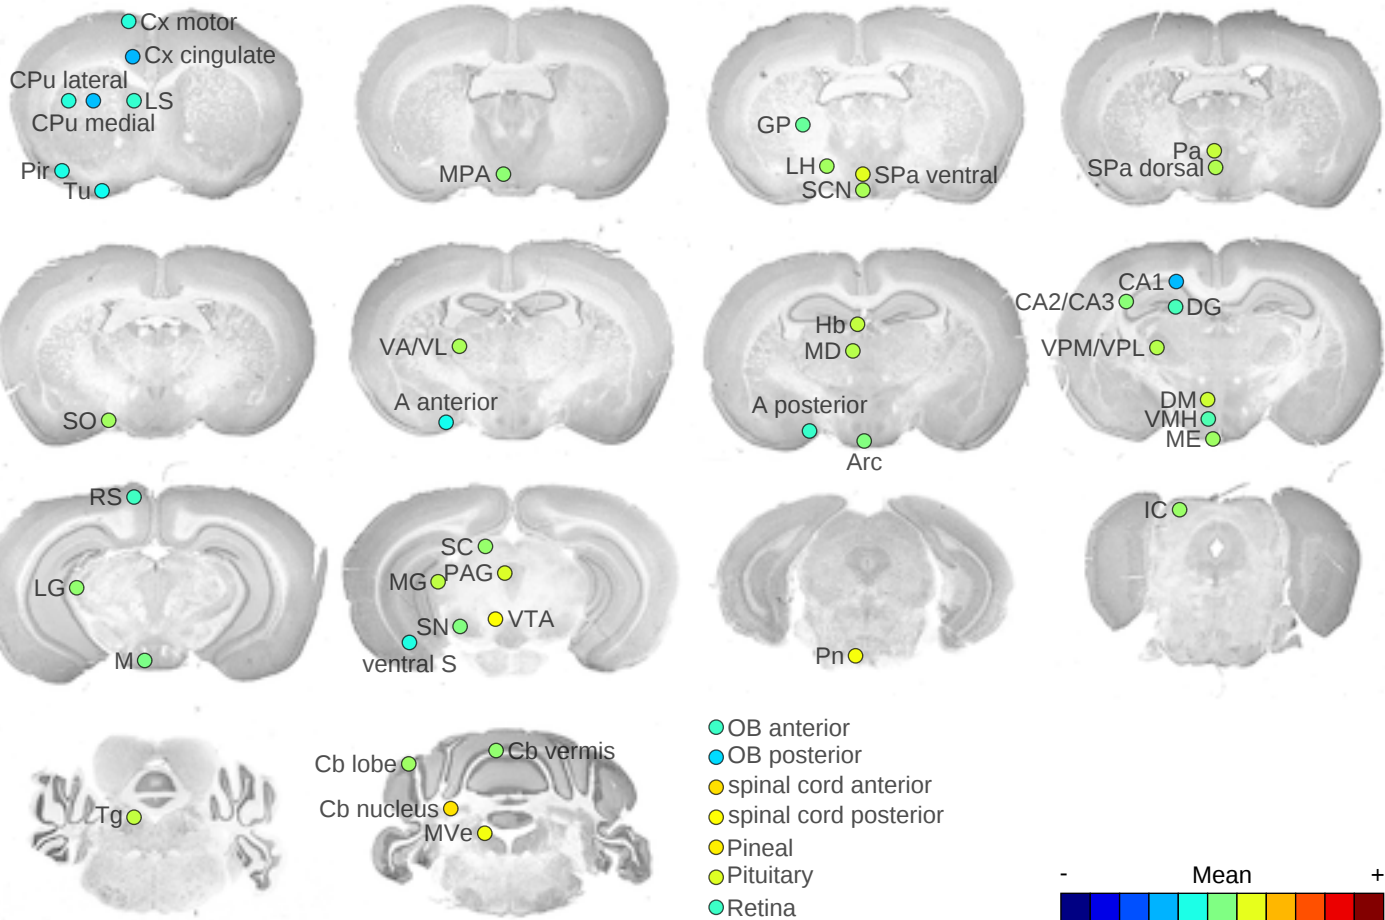 Cx motor
Cx cingulate
CPu lateral
LS
CPu medial
Pir
Tu
MPA
GP
LH
SPa ventral
SCN
Pa
SPa dorsal
SO
VA/VL
A anterior
Hb
MD
A posterior
Arc
CA1
CA2/CA3
DG
VPM/VPL
DM
VMH
ME
RS
LG
M
SC
MG
PAG
SN
VTA
ventral S
Pn
IC
Tg
Cb lobe
Cb vermis
Cb nucleus
MVe
OB anterior
OB posterior
spinal cord anterior
spinal cord posterior
Pineal
Pituitary
Retina
- Mean +